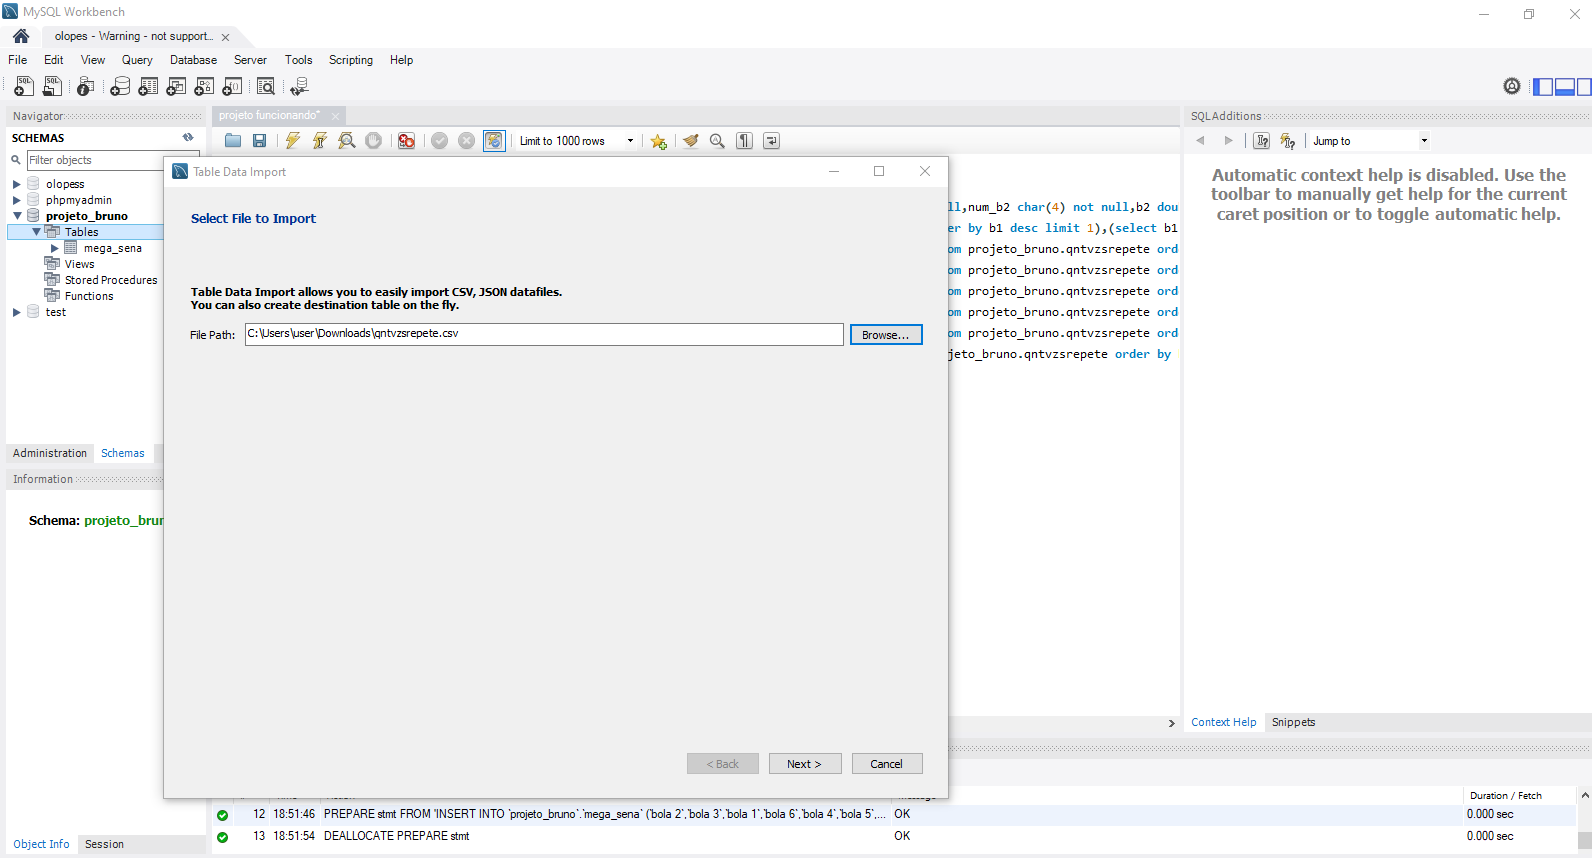 MySQL Workbench
olopes - Warning - not support...
File Edit View Query Database Server Tools Scripting Help
Navigator
SCHEMAS
Filter objects
olopess
phpmyadmin
projeto_bruno
Tables
mega_sena
Views
Stored Procedures
Functions
test
Administration Schemas
Information
Schema: projeto_brun
Object Info Session
projeto funcionando*
Limit to 1000 rows
Table Data Import
Select File to Import
Table Data Import allows you to easily import CSV, JSON datafiles.
You can also create destination table on the fly.
File Path: C:\Users\user\Downloads\qntvzsrepete.csv Browse...
< Back Next > Cancel
ll,num_b2 char(4) not null,b2 dou
er by b1 desc limit 1),(select b1
om projeto_bruno.qntvzsrepete ord
om projeto_bruno.qntvzsrepete ord
om projeto_bruno.qntvzsrepete ord
om projeto_bruno.qntvzsrepete ord
om projeto_bruno.qntvzsrepete ord
jeto_bruno.qntvzsrepete order by
SQLAdditions
Jump to
Automatic context help is disabled. Use the
toolbar to manually get help for the current
caret position or to toggle automatic help.
Context Help Snippets
Duration / Fetch
12 18:51:46 PREPARE stmt FROM 'INSERT INTO `projeto_bruno`.`mega_sena` (`bola 2`,`bola 3`,`bola 1`,`bola 6`,`bola 4`,`bola 5`,... OK 0.000 sec
13 18:51:54 DEALLOCATE PREPARE stmt OK 0.000 sec